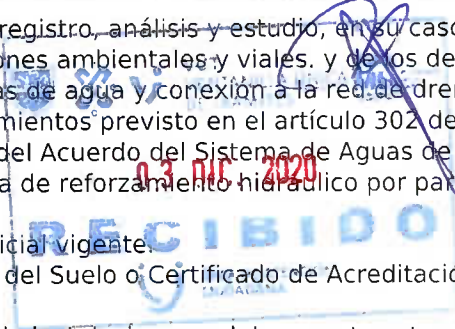 registro, análisis y estudio, en su caso
ones ambientales y viales. y de los de
as de agua y conexión a la red de dren
mientos previsto en el artículo 302 de
del Acuerdo del Sistema de Aguas de
a de reforzamiento hidráulico por par
03 DIC. 2020
icial vigente.
RECIBIDO
del Suelo o Certificado de Acreditació